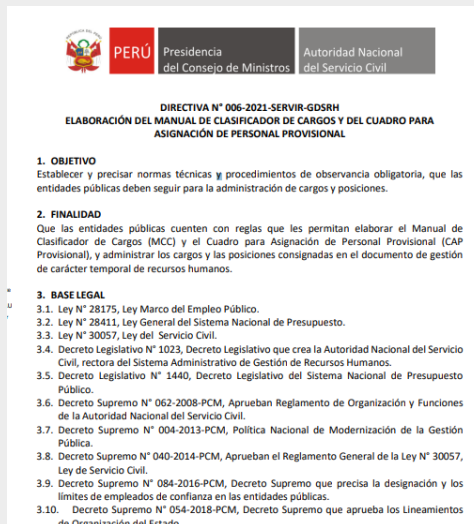 PERÚ
Presidencia
del Consejo de Ministros
Autoridad Nacional
del Servicio Civil
DIRECTIVA N° 006-2021-SERVIR-GDSRH
ELABORACIÓN DEL MANUAL DE CLASIFICADOR DE CARGOS Y DEL CUADRO PARA
ASIGNACIÓN DE PERSONAL PROVISIONAL
1. OBJETIVO
Establecer y precisar normas técnicas y procedimientos de observancia obligatoria, que las
entidades públicas deben seguir para la administración de cargos y posiciones.
2. FINALIDAD
Que las entidades públicas cuenten con reglas que les permitan elaborar el Manual de
Clasificador de Cargos (MCC) y el Cuadro para Asignación de Personal Provisional (CAP
Provisional), y administrar los cargos y las posiciones consignadas en el documento de gestión
de carácter temporal de recursos humanos.
3. BASE LEGAL
3.1. Ley N° 28175, Ley Marco del Empleo Público.
3.2. Ley N° 28411, Ley General del Sistema Nacional de Presupuesto.
3.3. Ley N° 30057, Ley del Servicio Civil.
3.4. Decreto Legislativo N° 1023, Decreto Legislativo que crea la Autoridad Nacional del Servicio
Civil, rectora del Sistema Administrativo de Gestión de Recursos Humanos.
3.5. Decreto Legislativo N° 1440, Decreto Legislativo del Sistema Nacional de Presupuesto
Público.
3.6. Decreto Supremo N° 062-2008-PCM, Aprueban Reglamento de Organización y Funciones
de la Autoridad Nacional del Servicio Civil.
3.7. Decreto Supremo N° 004-2013-PCM, Política Nacional de Modernización de la Gestión
Pública.
3.8. Decreto Supremo N° 040-2014-PCM, Aprueban el Reglamento General de la Ley N° 30057,
Ley de Servicio Civil.
3.9. Decreto Supremo N° 084-2016-PCM, Decreto Supremo que precisa la designación y los
límites de empleados de confianza en las entidades públicas.
3.10. Decreto Supremo N° 054-2018-PCM, Decreto Supremo que aprueba los Lineamientos
de Organización del Estado.